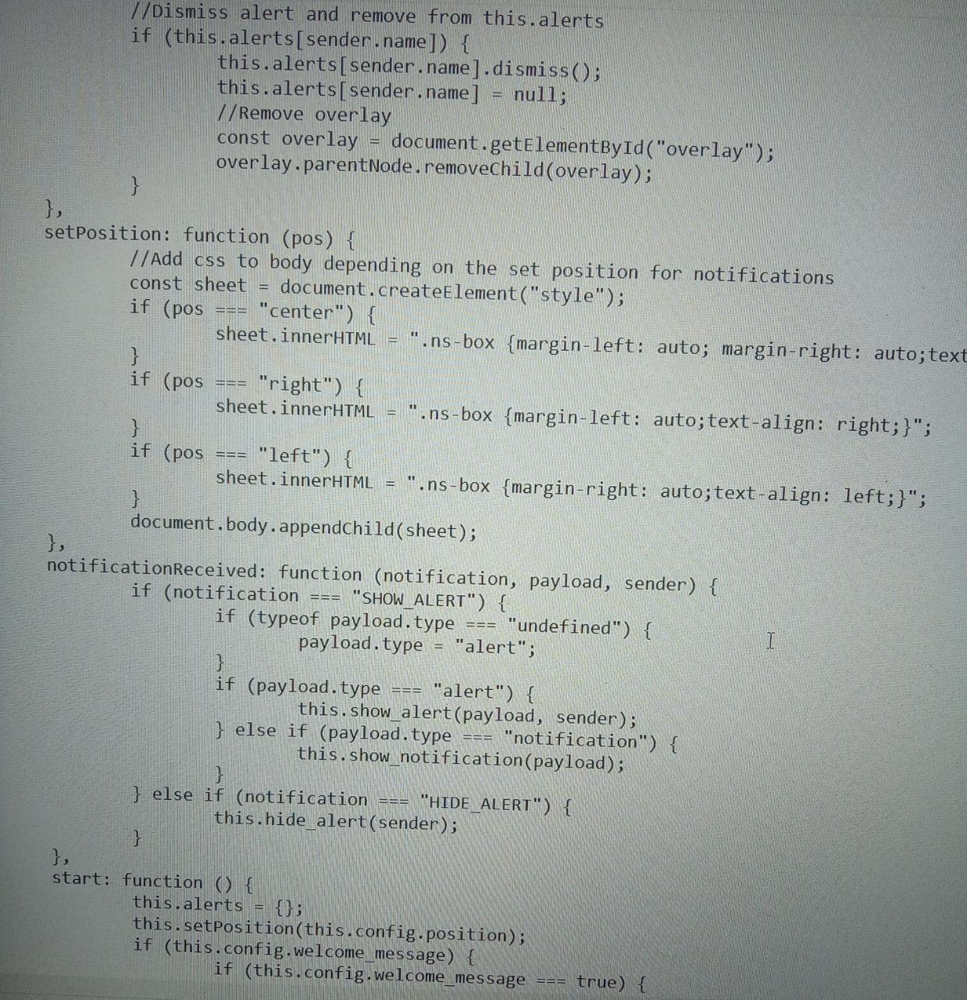 //Dismiss alert and remove from this.alerts
if (this.alerts[sender.name]) {
this.alerts[sender.name].dismiss();
this.alerts[sender.name] = null;
//Remove overlay
const overlay = document.getElementById("overlay");
overlay.parentNode.removeChild(overlay);
}
},
setPosition: function (pos) {
//Add css to body depending on the set position for notifications
const sheet = document.createElement("style");
if (pos === "center") {
sheet.innerHTML = ".ns-box {margin-left: auto; margin-right: auto;text
}
if (pos === "right") {
sheet.innerHTML = ".ns-box {margin-left: auto;text-align: right;}";
}
if (pos === "left") {
sheet.innerHTML = ".ns-box {margin-right: auto;text-align: left;}";
}
document.body.appendChild(sheet);
},
notificationReceived: function (notification, payload, sender) {
if (notification === "SHOW_ALERT") {
if (typeof payload.type === "undefined") {
payload.type = "alert";
}
if (payload.type === "alert") {
this.show_alert(payload, sender);
} else if (payload.type === "notification") {
this.show_notification(payload);
}
} else if (notification === "HIDE_ALERT") {
this.hide_alert(sender);
}
},
start: function () {
this.alerts = {};
this.setPosition(this.config.position);
if (this.config.welcome_message) {
if (this.config.welcome_message === true) {